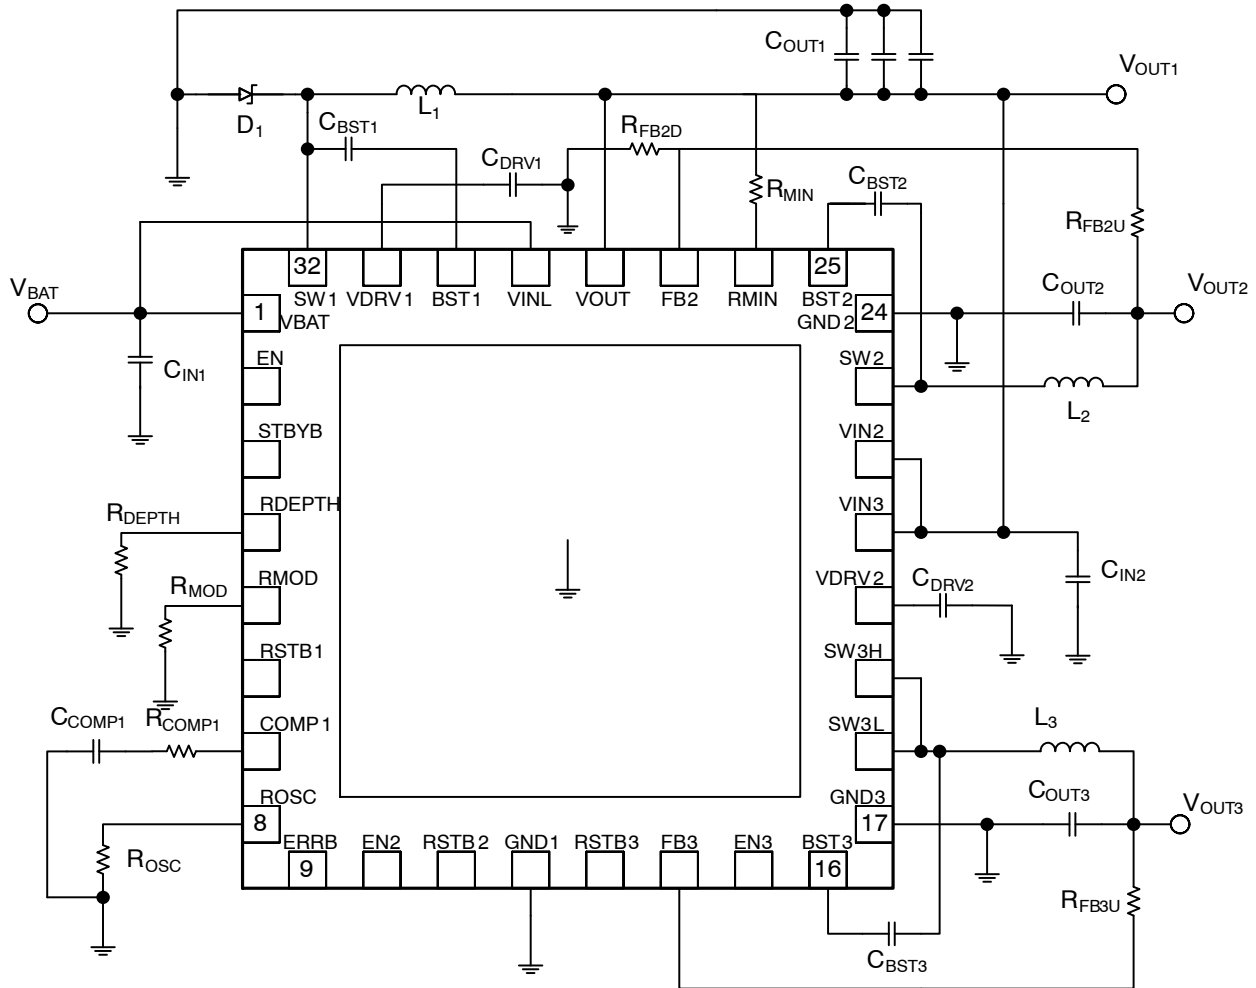 COUT1
VOUT1
D1
L1
CBST1
RFB2D
CDRV1
CBST2
RMIN
RFB2U
32
25
SW1
VDRV1
BST1
VINL
VOUT
FB2
RMIN
BST2
VBAT
COUT2
VOUT2
1
VBAT
GND2
24
CIN1
EN
SW2
L2
STBYB
VIN2
RDEPTH
RDEPTH
VIN3
RMOD
RMOD
VDRV2
CDRV2
CIN2
RSTB1
SW3H
CCOMP1
RCOMP1
COMP1
SW3L
L3
ROSC
GND3
COUT3
VOUT3
8
17
ROSC
ERRB
EN2
RSTB2
GND1
RSTB3
FB3
EN3
BST3
9
16
RFB3U
CBST3